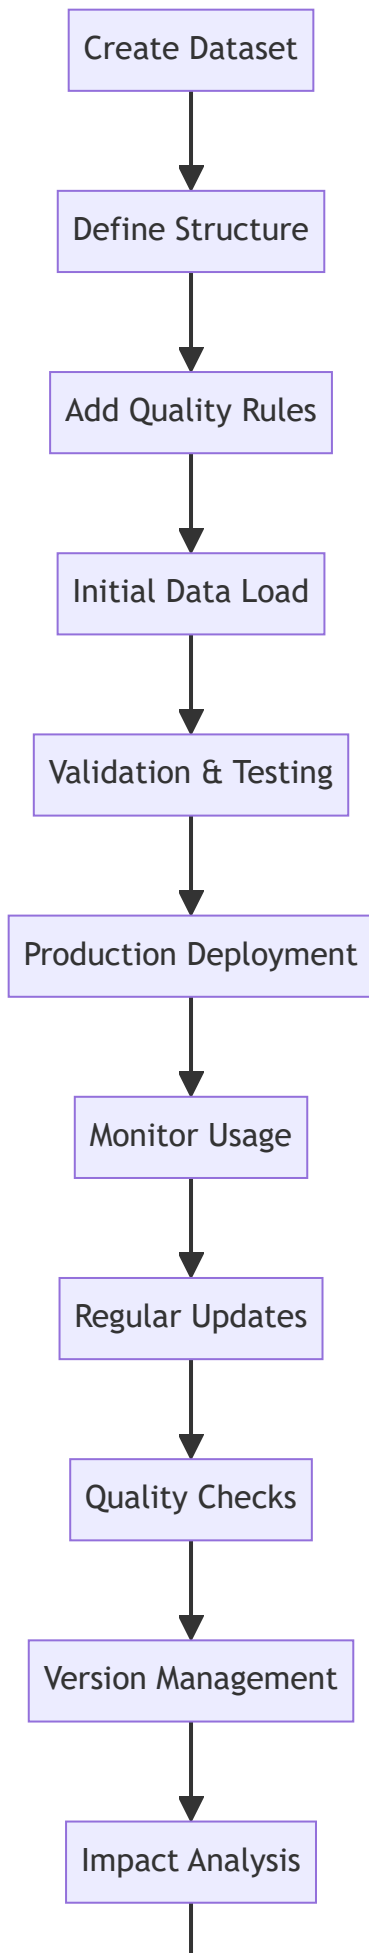 Create Dataset
Define Structure
Add Quality Rules
Initial Data Load
Validation & Testing
Production Deployment
Monitor Usage
Regular Updates
Quality Checks
Version Management
Impact Analysis